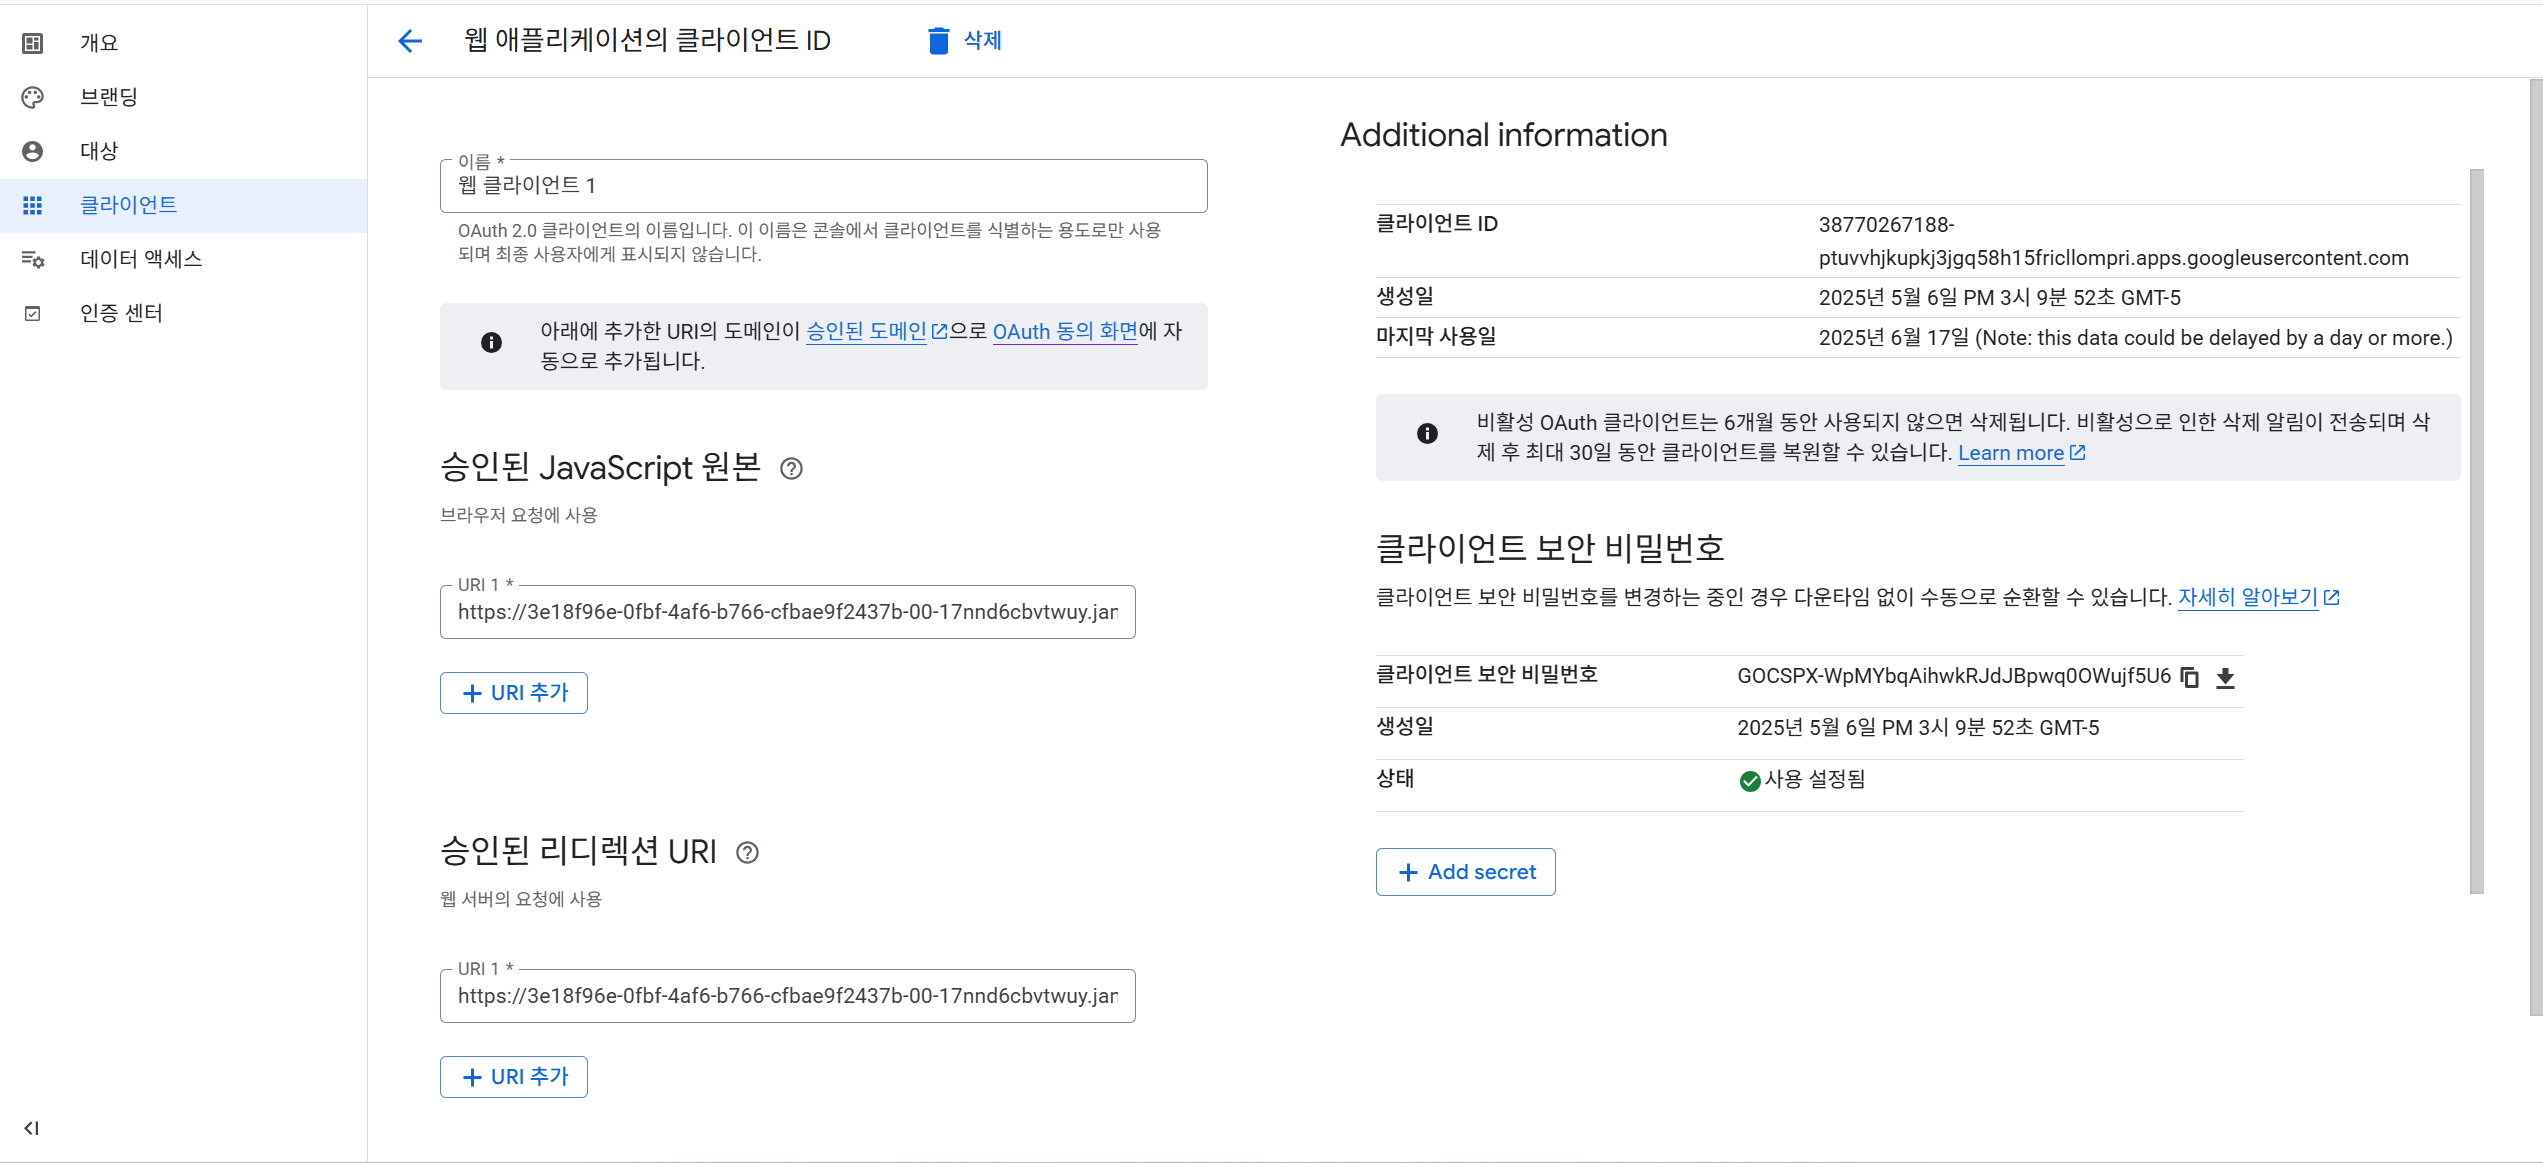 개요
브랜딩
대상
클라이언트
데이터 액세스
인증 센터
웹 애플리케이션의 클라이언트 ID
삭제
이름 *
웹 클라이언트 1
OAuth 2.0 클라이언트의 이름입니다. 이 이름은 콘솔에서 클라이언트를 식별하는 용도로만 사용
되며 최종 사용자에게 표시되지 않습니다.
아래에 추가한 URI의 도메인이 승인된 도메인으로 OAuth 동의 화면에 자
동으로 추가됩니다.
승인된 JavaScript 원본
브라우저 요청에 사용
URI 1 *
https://3e18f96e-0fbf-4af6-b766-cfbae9f2437b-00-17nnd6cbvtwuy.jan
URI 추가
승인된 리디렉션 URI
웹 서버의 요청에 사용
URI 1 *
https://3e18f96e-0fbf-4af6-b766-cfbae9f2437b-00-17nnd6cbvtwuy.jan
URI 추가
Additional information
클라이언트 ID
38770267188-
ptuvvhjkupkj3jgq58h15fricllompri.apps.googleusercontent.com
생성일
2025년 5월 6일 PM 3시 9분 52초 GMT-5
마지막 사용일
2025년 6월 17일 (Note: this data could be delayed by a day or more.)
비활성 OAuth 클라이언트는 6개월 동안 사용되지 않으면 삭제됩니다. 비활성으로 인한 삭제 알림이 전송되며 삭
제 후 최대 30일 동안 클라이언트를 복원할 수 있습니다. Learn more
클라이언트 보안 비밀번호
클라이언트 보안 비밀번호를 변경하는 중인 경우 다운타임 없이 수동으로 순환할 수 있습니다. 자세히 알아보기
클라이언트 보안 비밀번호
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
생성일
2025년 5월 6일 PM 3시 9분 52초 GMT-5
상태
사용 설정됨
Add secret